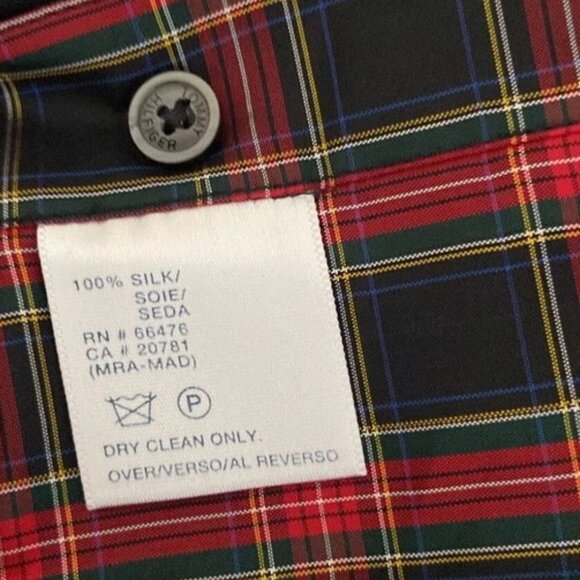 TOMMY
HILFIGER
100% SILK/
SOIE/
SEDA
RN # 66476
CA # 20781
(MRA-MAD)
P
DRY CLEAN ONLY.
OVER/VERSO/AL REVERSO